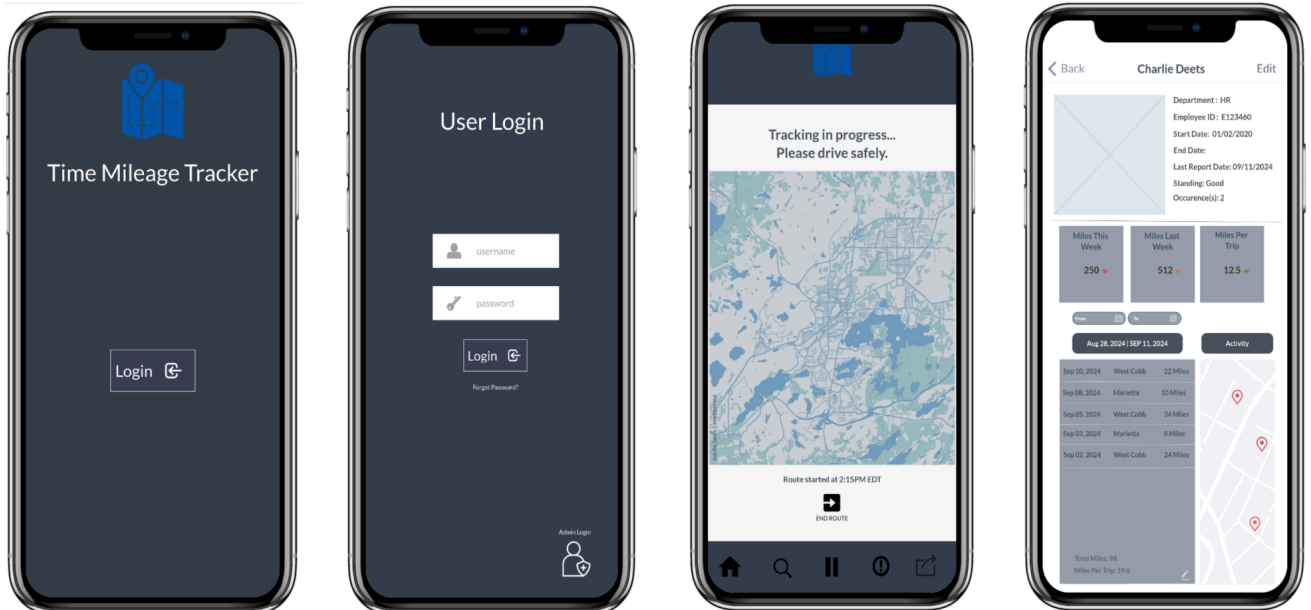 Time Mileage Tracker
Login
User Login
username
password
Login
Forgot Password?
Admin Login
Tracking in progress...
Please drive safely.
Route started at 2:15PM EDT
END ROUTE
Back
Charlie Deets
Edit
Department : HR
Employee ID : E123460
Start Date: 01/02/2020
End Date:
Last Report Date: 09/11/2024
Standing: Good
Occurence(s): 2
Miles This
Week
250
Miles Last
Week
512
Miles Per
Trip
12.5
From
To
Aug 28, 2024 | SEP 11, 2024
Activity
Sep 10, 2024 West Cobb 22 Miles
Sep 08, 2024 Marietta 10 Miles
Sep 05, 2024 West Cobb 34 Miles
Sep 03, 2024 Marietta 8 Miles
Sep 02, 2024 West Cobb 24 Miles
Total Miles: 98
Miles Per Trip: 19.6